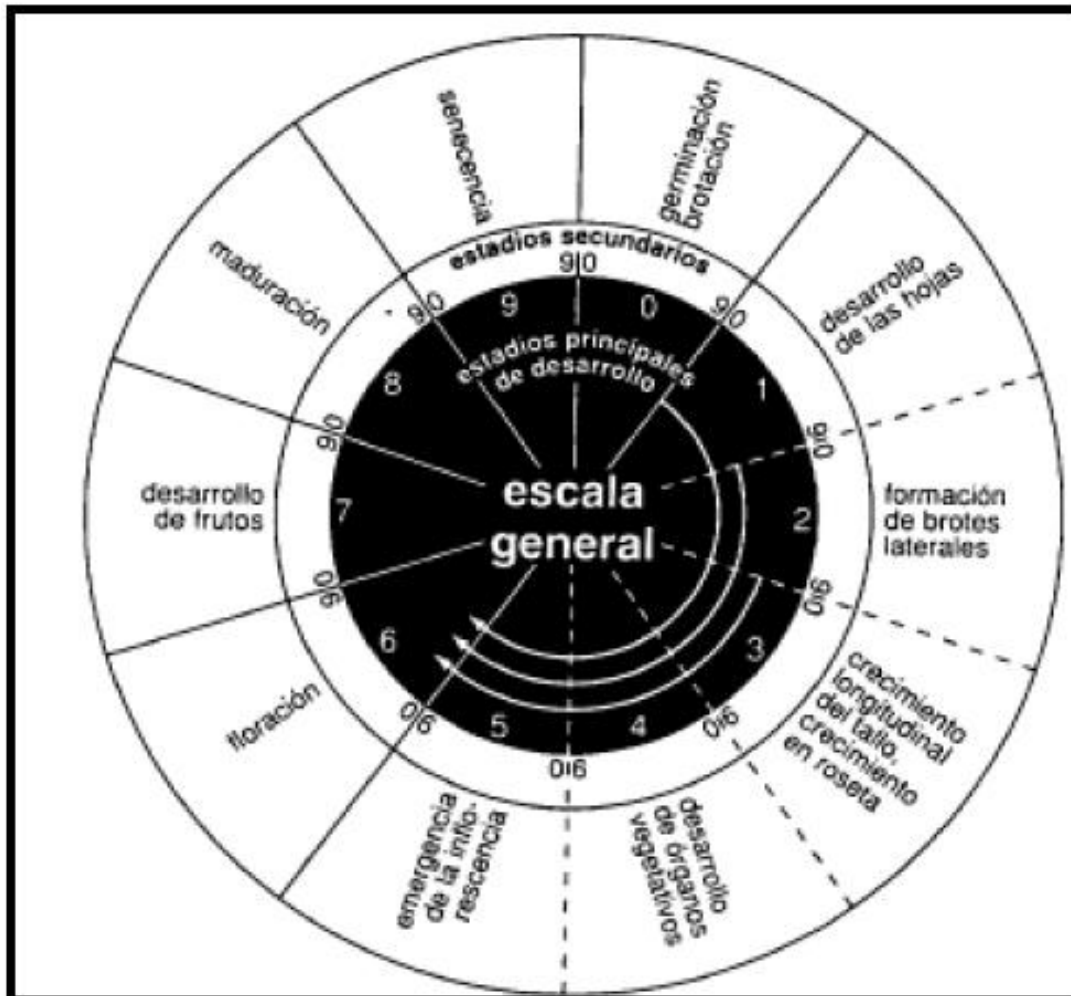 senecencia
germinación
brotación
maduración
estadios secundarios
desarrollo
de las hojas
9 0
9 0
9 0
9
0
estadios principales
de desarrollo
8
1
9 0
9 0
desarrollo
de frutos
7
escala
general
2
formación
de brotes
laterales
9 0
9 0
6
3
floración
crecimiento
longitudinal
del tallo,
crecimiento
en roseta
5
4
0 9
0 9
0 9
emergencia
de la inflo-
rescencia
desarrollo
de órganos
vegetativos